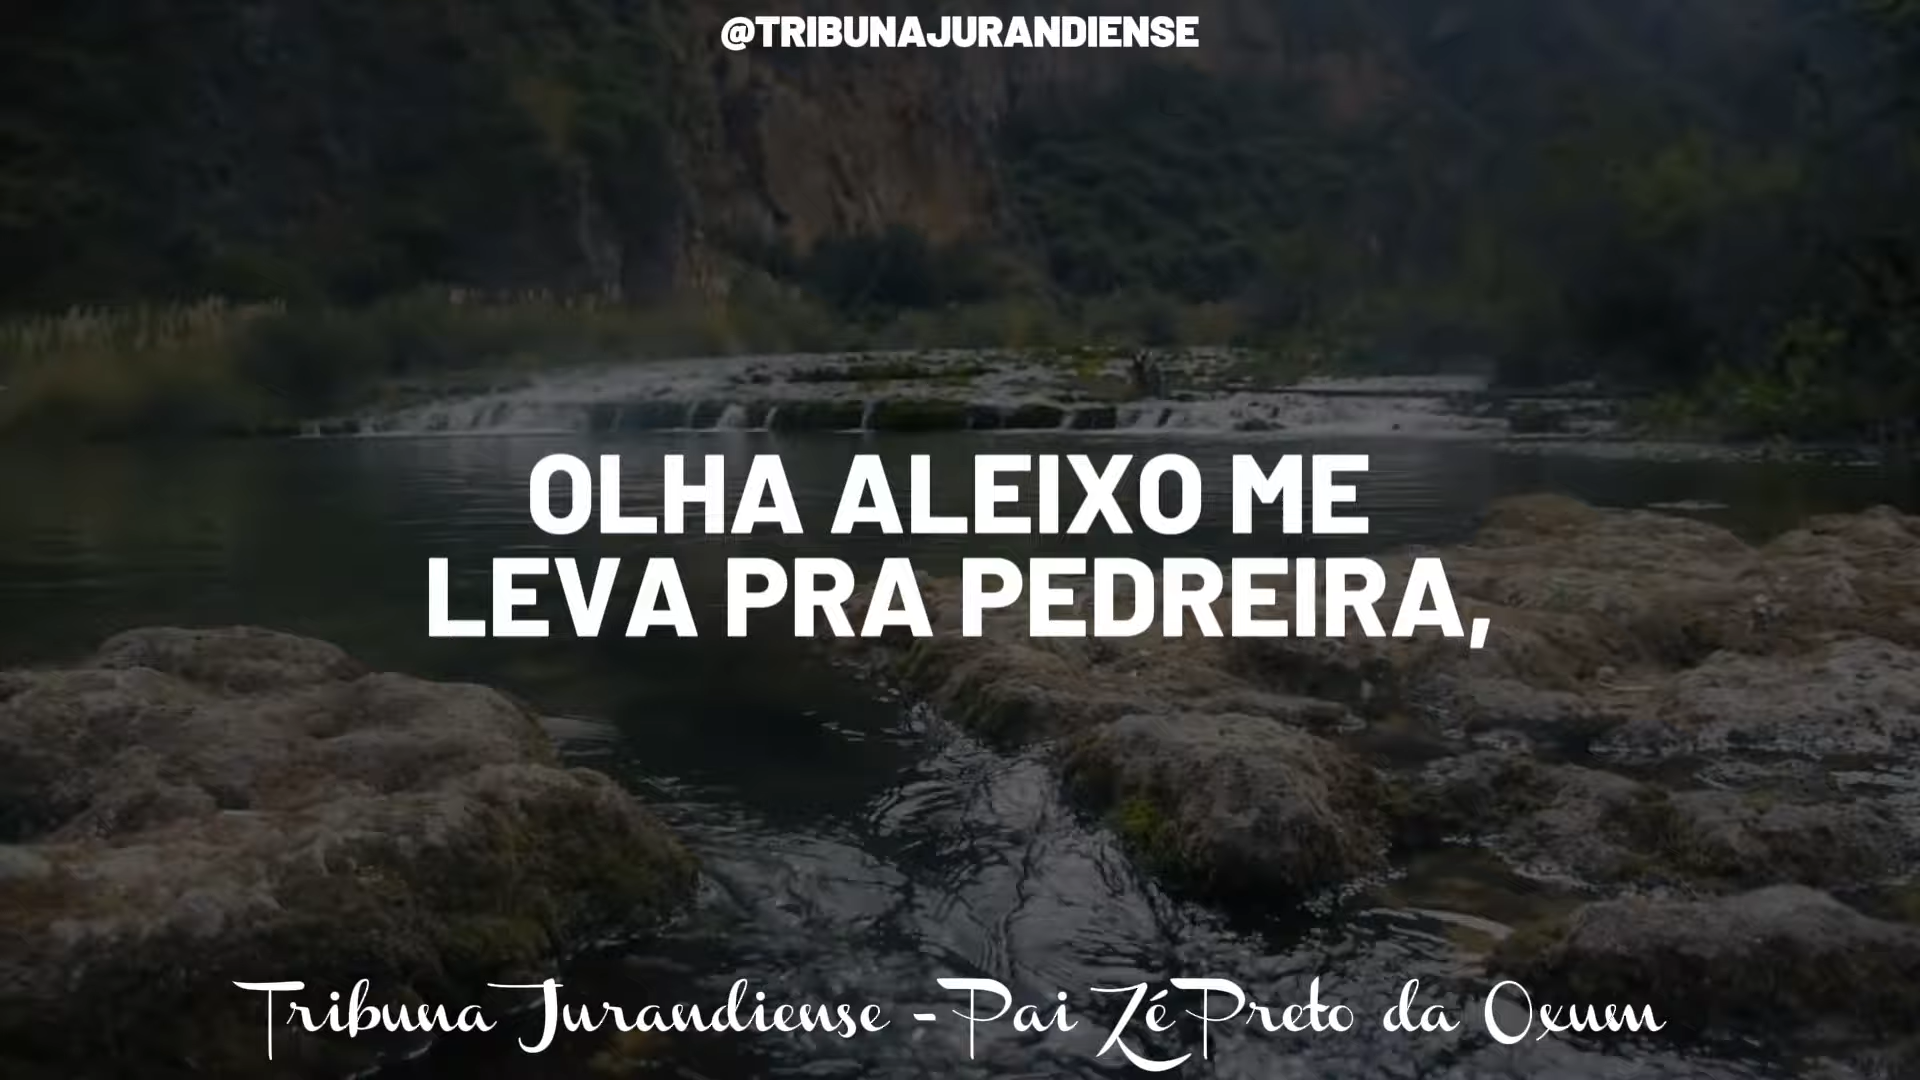 @TRIBUNAJURANDIENSE
OLHA ALEIXO ME
LEVA PRA PEDREIRA,
Tribuna Jurandiense - Pai Zé Preto da Oxum